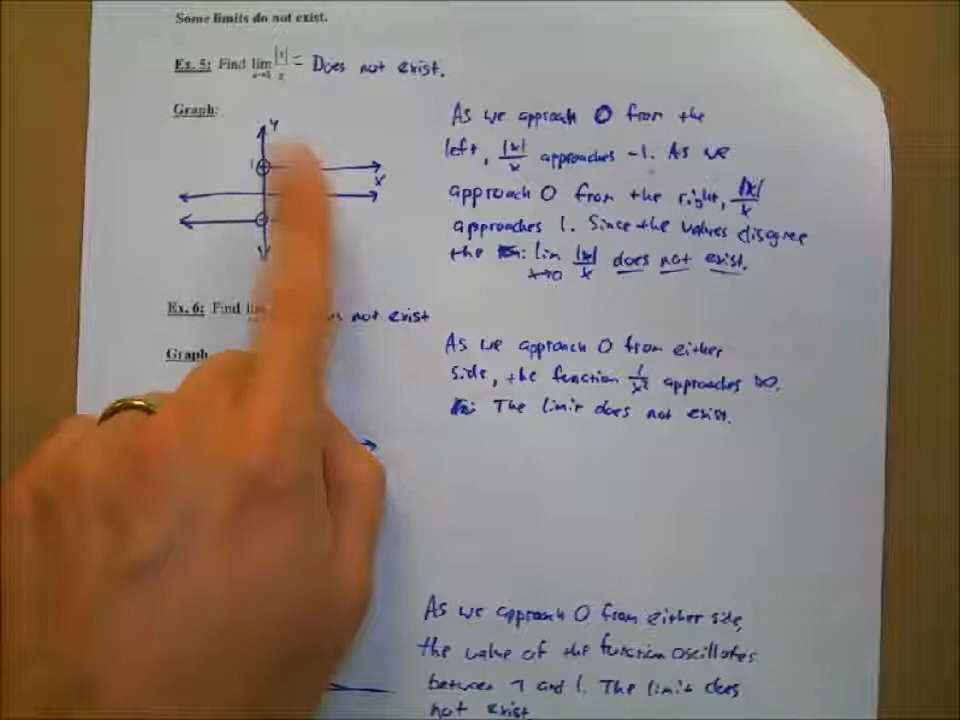 Some limits do not exist.
Ex. 5: Find lim |x|/x = Does not exist.
x→0
Graph:
y
1
x
As we approach 0 from the
left, |x|/x approaches -1. As we
approach 0 from the right, |x|/x
approaches 1. Since the values disagree
the lim |x|/x does not exist.
x→0
Ex. 6: Find lim not exist
Graph
As we approach 0 from either
side, the function 1/x² approaches ∞.
The limit does not exist.
As we approach 0 from either side,
the value of the function oscillates
between 1 and 1. The limit does
not exist